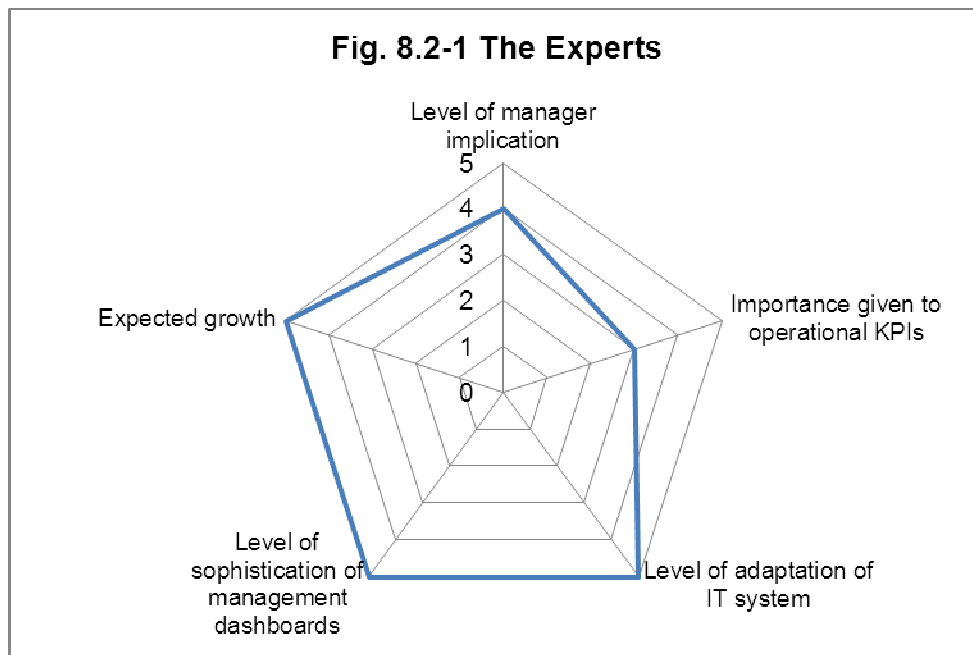 Fig. 8.2-1 The Experts
Level of manager
implication
5
4
3
2
1
0
Importance given to
operational KPIs
Level of adaptation of
IT system
Level of
sophistication of
management
dashboards
Expected growth